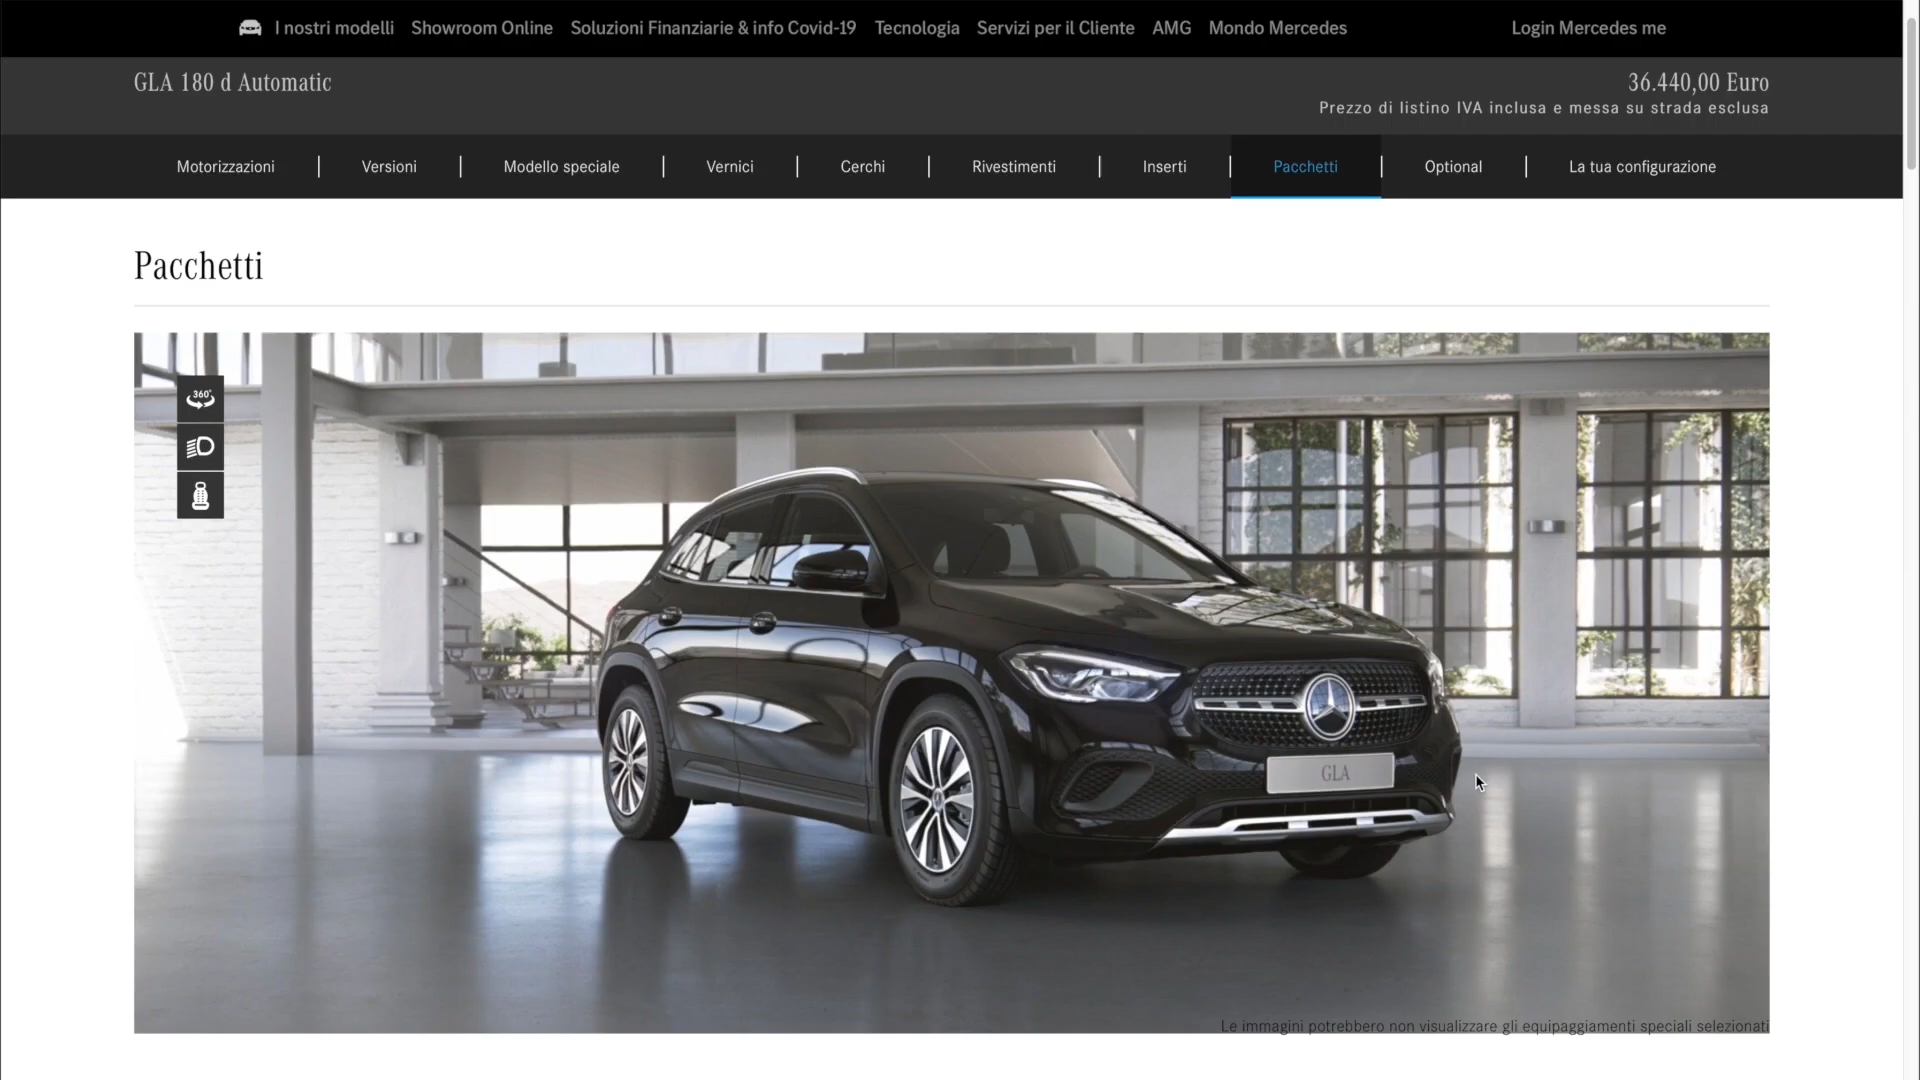 I nostri modelli Showroom Online Soluzioni Finanziarie & info Covid-19 Tecnologia Servizi per il Cliente AMG Mondo Mercedes Login Mercedes me
GLA 180 d Automatic
36.440,00 Euro
Prezzo di listino IVA inclusa e messa su strada esclusa
Motorizzazioni Versioni Modello speciale Vernici Cerchi Rivestimenti Inserti Pacchetti Optional La tua configurazione
Pacchetti
360°
GLA
Le immagini potrebbero non visualizzare gli equipaggiamenti speciali selezionati